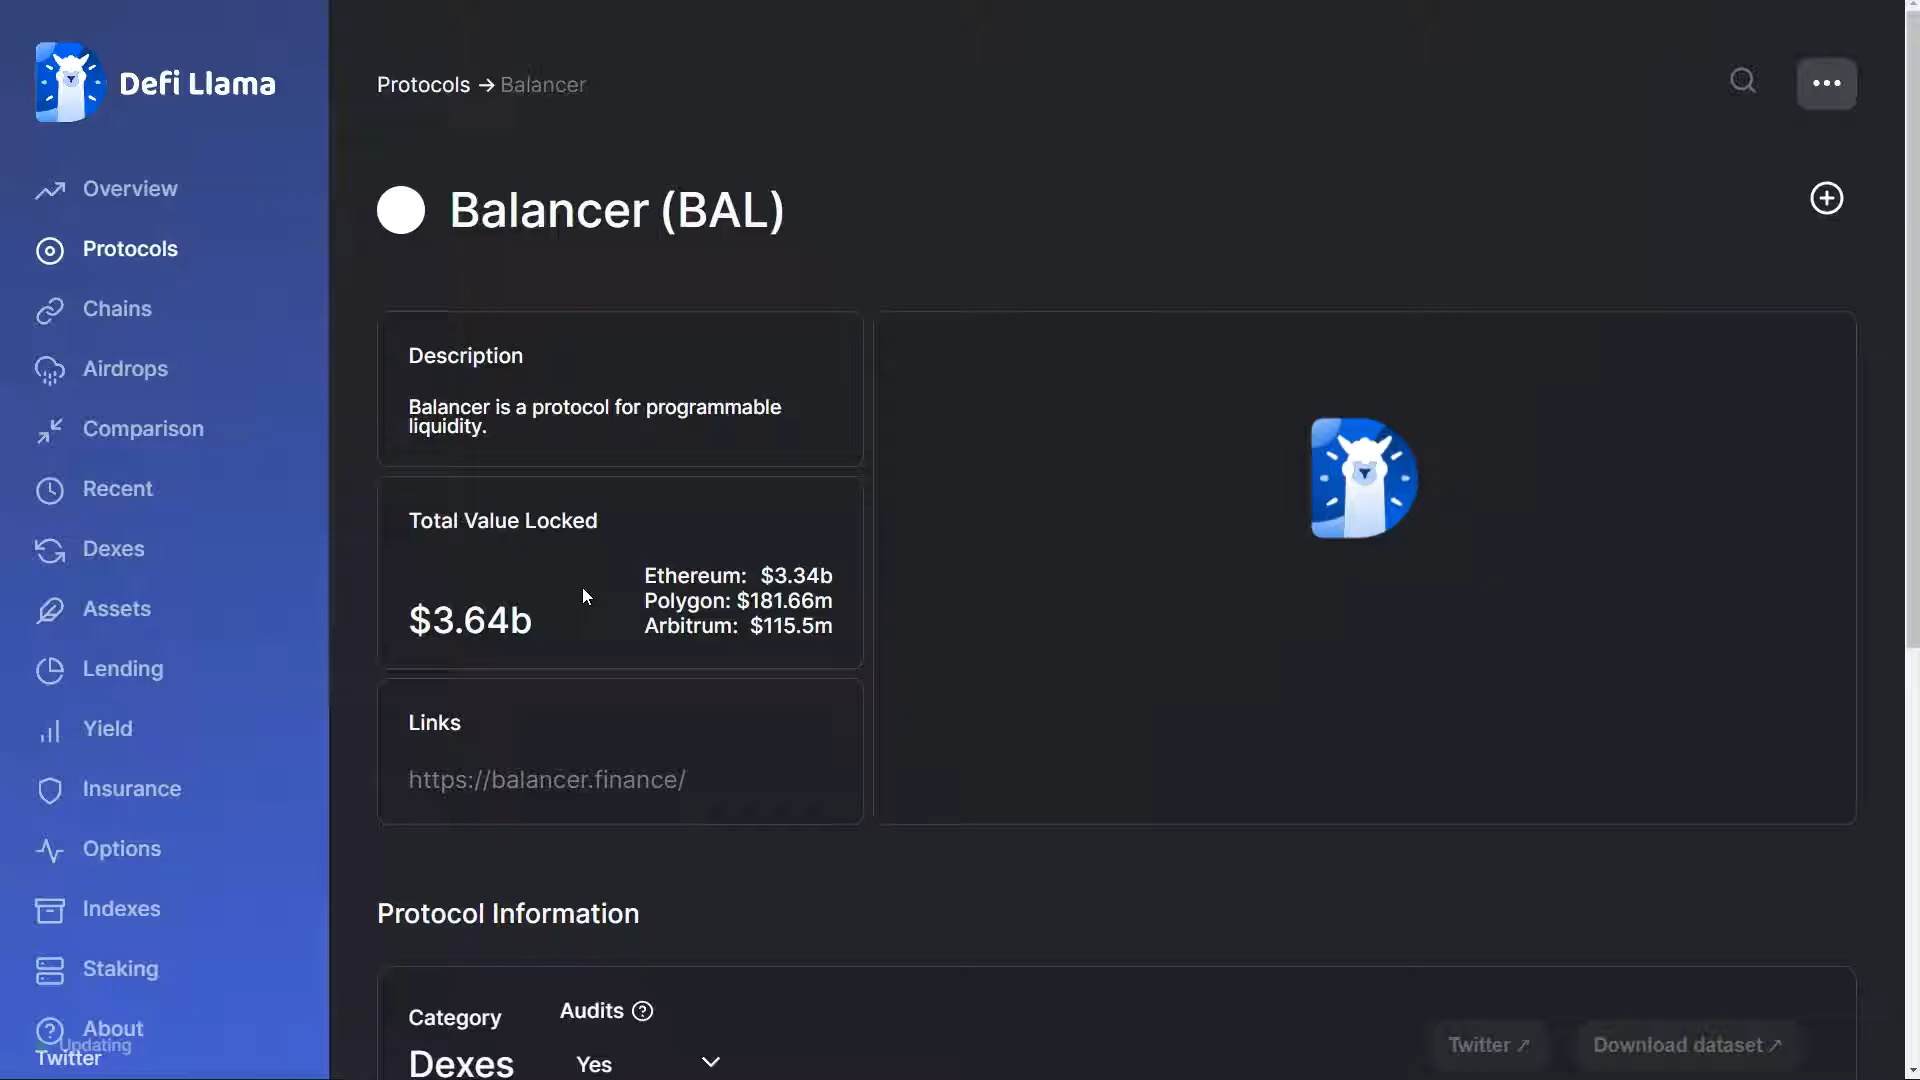 Defi Llama
Overview
Protocols
Chains
Airdrops
Comparison
Recent
Dexes
Assets
Lending
Yield
Insurance
Options
Indexes
Staking
About
Updating
Twitter
Protocols → Balancer
Balancer (BAL)
Description
Balancer is a protocol for programmable
liquidity.
Total Value Locked
$3.64b
Ethereum: $3.34b
Polygon: $181.66m
Arbitrum: $115.5m
Links
https://balancer.finance/
Protocol Information
Category
Dexes
Audits ?
Yes
Twitter ↗
Download dataset ↗